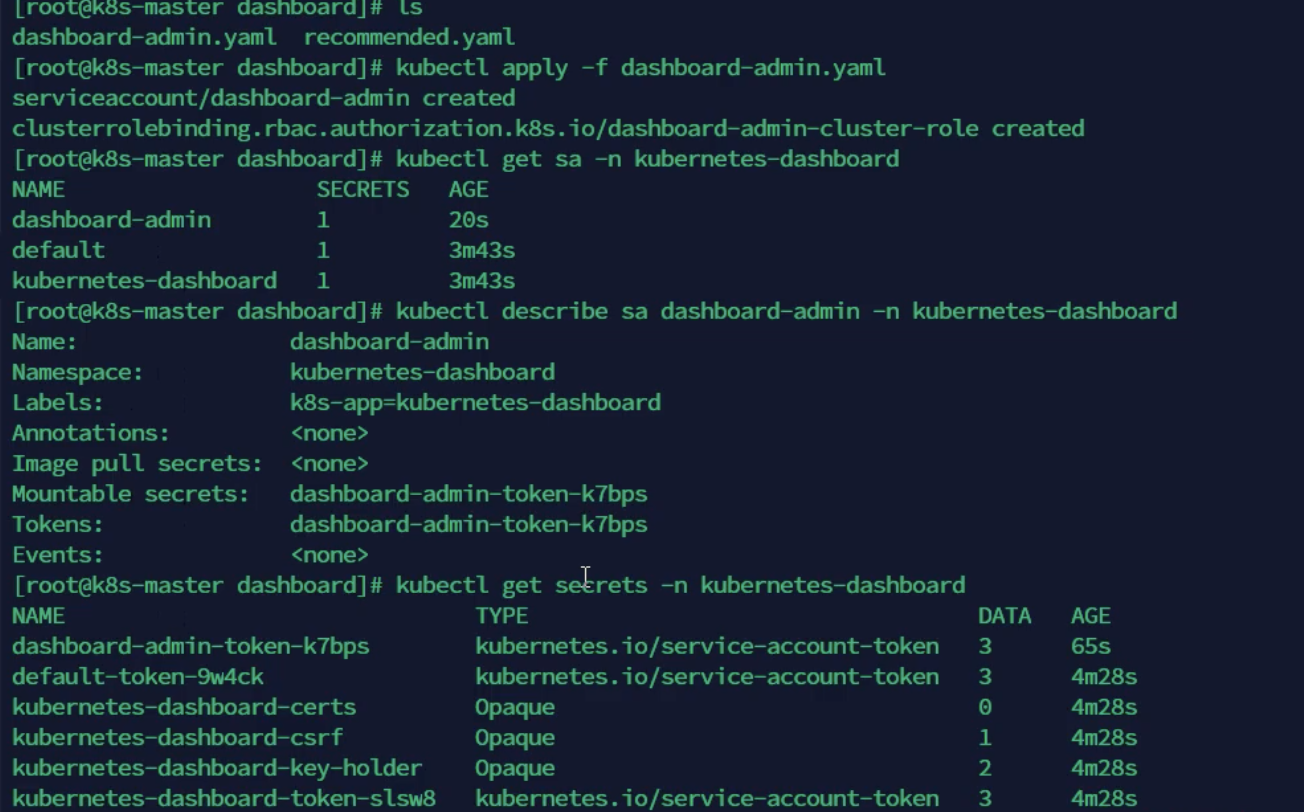 [root@k8s-master dashboard]# ls
dashboard-admin.yaml  recommended.yaml
[root@k8s-master dashboard]# kubectl apply -f dashboard-admin.yaml
serviceaccount/dashboard-admin created
clusterrolebinding.rbac.authorization.k8s.io/dashboard-admin-cluster-role created
[root@k8s-master dashboard]# kubectl get sa -n kubernetes-dashboard
NAME                   SECRETS   AGE
dashboard-admin        1         20s
default                1         3m43s
kubernetes-dashboard   1         3m43s
[root@k8s-master dashboard]# kubectl describe sa dashboard-admin -n kubernetes-dashboard
Name:                dashboard-admin
Namespace:           kubernetes-dashboard
Labels:              k8s-app=kubernetes-dashboard
Annotations:         <none>
Image pull secrets:  <none>
Mountable secrets:   dashboard-admin-token-k7bps
Tokens:              dashboard-admin-token-k7bps
Events:              <none>
[root@k8s-master dashboard]# kubectl get secrets -n kubernetes-dashboard
NAME                               TYPE                                  DATA   AGE
dashboard-admin-token-k7bps        kubernetes.io/service-account-token   3      65s
default-token-9w4ck                kubernetes.io/service-account-token   3      4m28s
kubernetes-dashboard-certs         Opaque                                0      4m28s
kubernetes-dashboard-csrf          Opaque                                1      4m28s
kubernetes-dashboard-key-holder    Opaque                                2      4m28s
kubernetes-dashboard-token-slsw8   kubernetes.io/service-account-token   3      4m28s